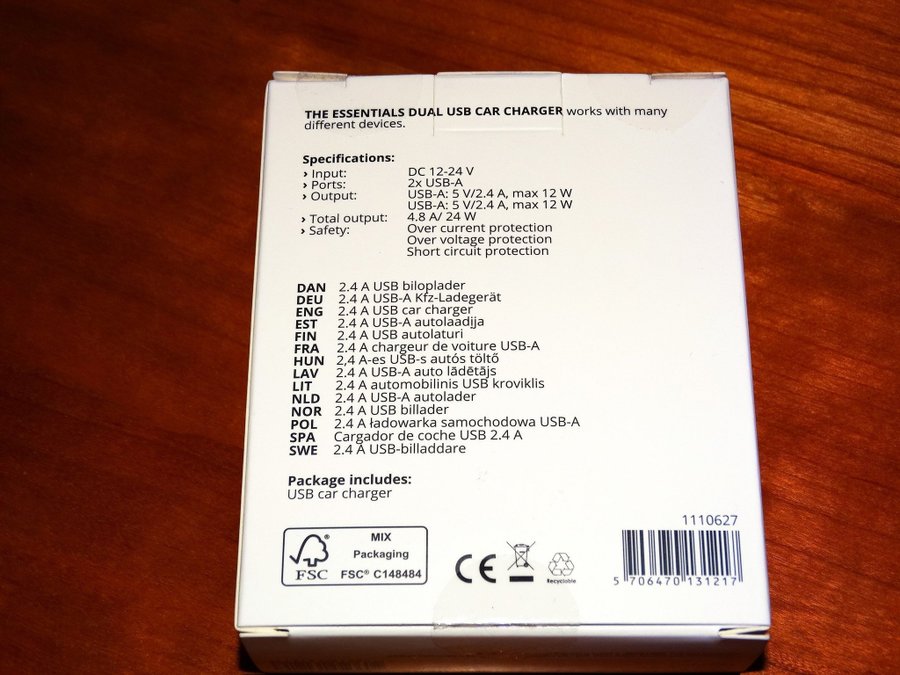 THE ESSENTIALS DUAL USB CAR CHARGER works with many
different devices.
Specifications:
› Input: DC 12-24 V
› Ports: 2x USB-A
› Output: USB-A: 5 V/2.4 A, max 12 W
USB-A: 5 V/2.4 A, max 12 W
› Total output: 4.8 A/ 24 W
› Safety: Over current protection
Over voltage protection
Short circuit protection
DAN 2.4 A USB biloplader
DEU 2.4 A USB-A Kfz-Ladegerät
ENG 2.4 A USB car charger
EST 2.4 A USB-A autolaadija
FIN 2.4 A USB autolaturi
FRA 2,4 A chargeur de voiture USB-A
HUN 2,4 A-es USB-s autós töltő
LAV 2.4 A USB-A auto lādētājs
LIT 2.4 A automobilinis USB kroviklis
NLD 2.4 A USB-A autolader
NOR 2.4 A USB billader
POL 2.4 A ładowarka samochodowa USB-A
SPA Cargador de coche USB 2.4 A
SWE 2.4 A USB-billaddare
Package includes:
USB car charger
FSC®
MIX
Packaging
FSC® C148484
CE
Recyclable
1110627
5 706470 131217